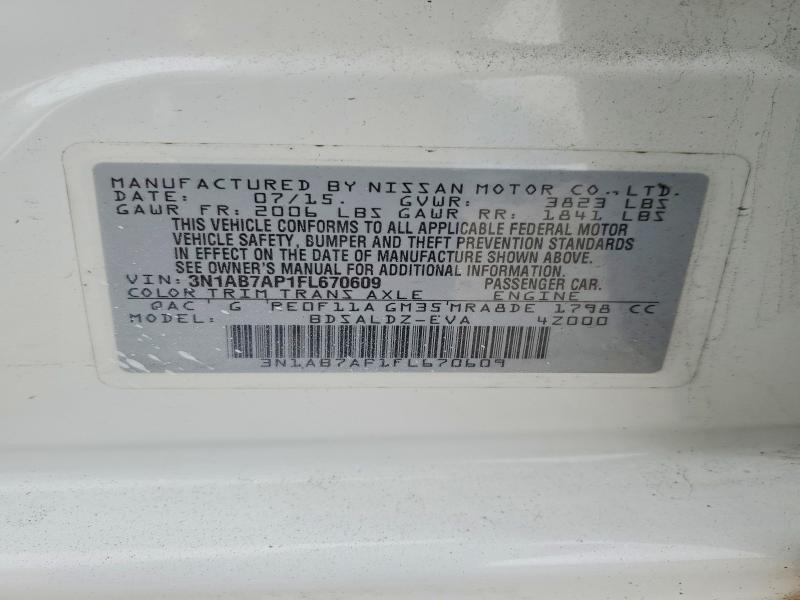 MANUFACTURED BY NISSAN MOTOR CO., LTD.
DATE: 07/15. GVWR: 3823 LBS
GAWR FR: 2006 LBS GAWR RR: 1841 LBS
THIS VEHICLE CONFORMS TO ALL APPLICABLE FEDERAL MOTOR
VEHICLE SAFETY, BUMPER AND THEFT PREVENTION STANDARDS
IN EFFECT ON THE DATE OF MANUFACTURE SHOWN ABOVE.
SEE OWNER'S MANUAL FOR ADDITIONAL INFORMATION.
VIN: 3N1AB7AP1FL670609 PASSENGER CAR.
COLOR TRIM TRANS AXLE ENGINE
QAC' G 'RE0F11A GM35'MRA8DE 1798 CC
BDSALDZ-EVA 4Z000
3N1AB7AP1FL670609